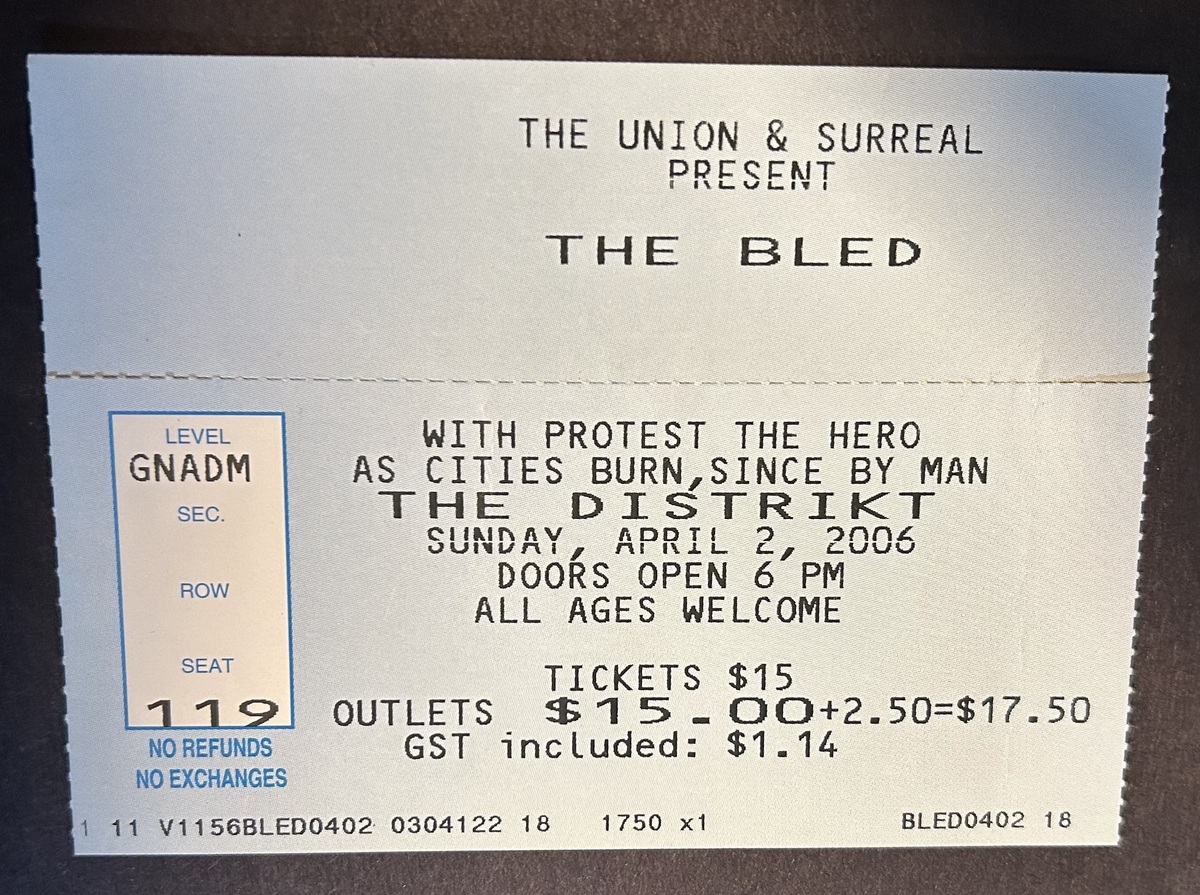 THE UNION & SURREAL
PRESENT
THE BLED
LEVEL
GNADM
SEC.
ROW
SEAT
119
NO REFUNDS
NO EXCHANGES
WITH PROTEST THE HERO
AS CITIES BURN,SINCE BY MAN
THE DISTRIKT
SUNDAY, APRIL 2, 2006
DOORS OPEN 6 PM
ALL AGES WELCOME
TICKETS $15
OUTLETS $15.00+2.50=$17.50
GST included: $1.14
1 11 V1156BLED0402 0304122 18 1750 x1 BLED0402 18